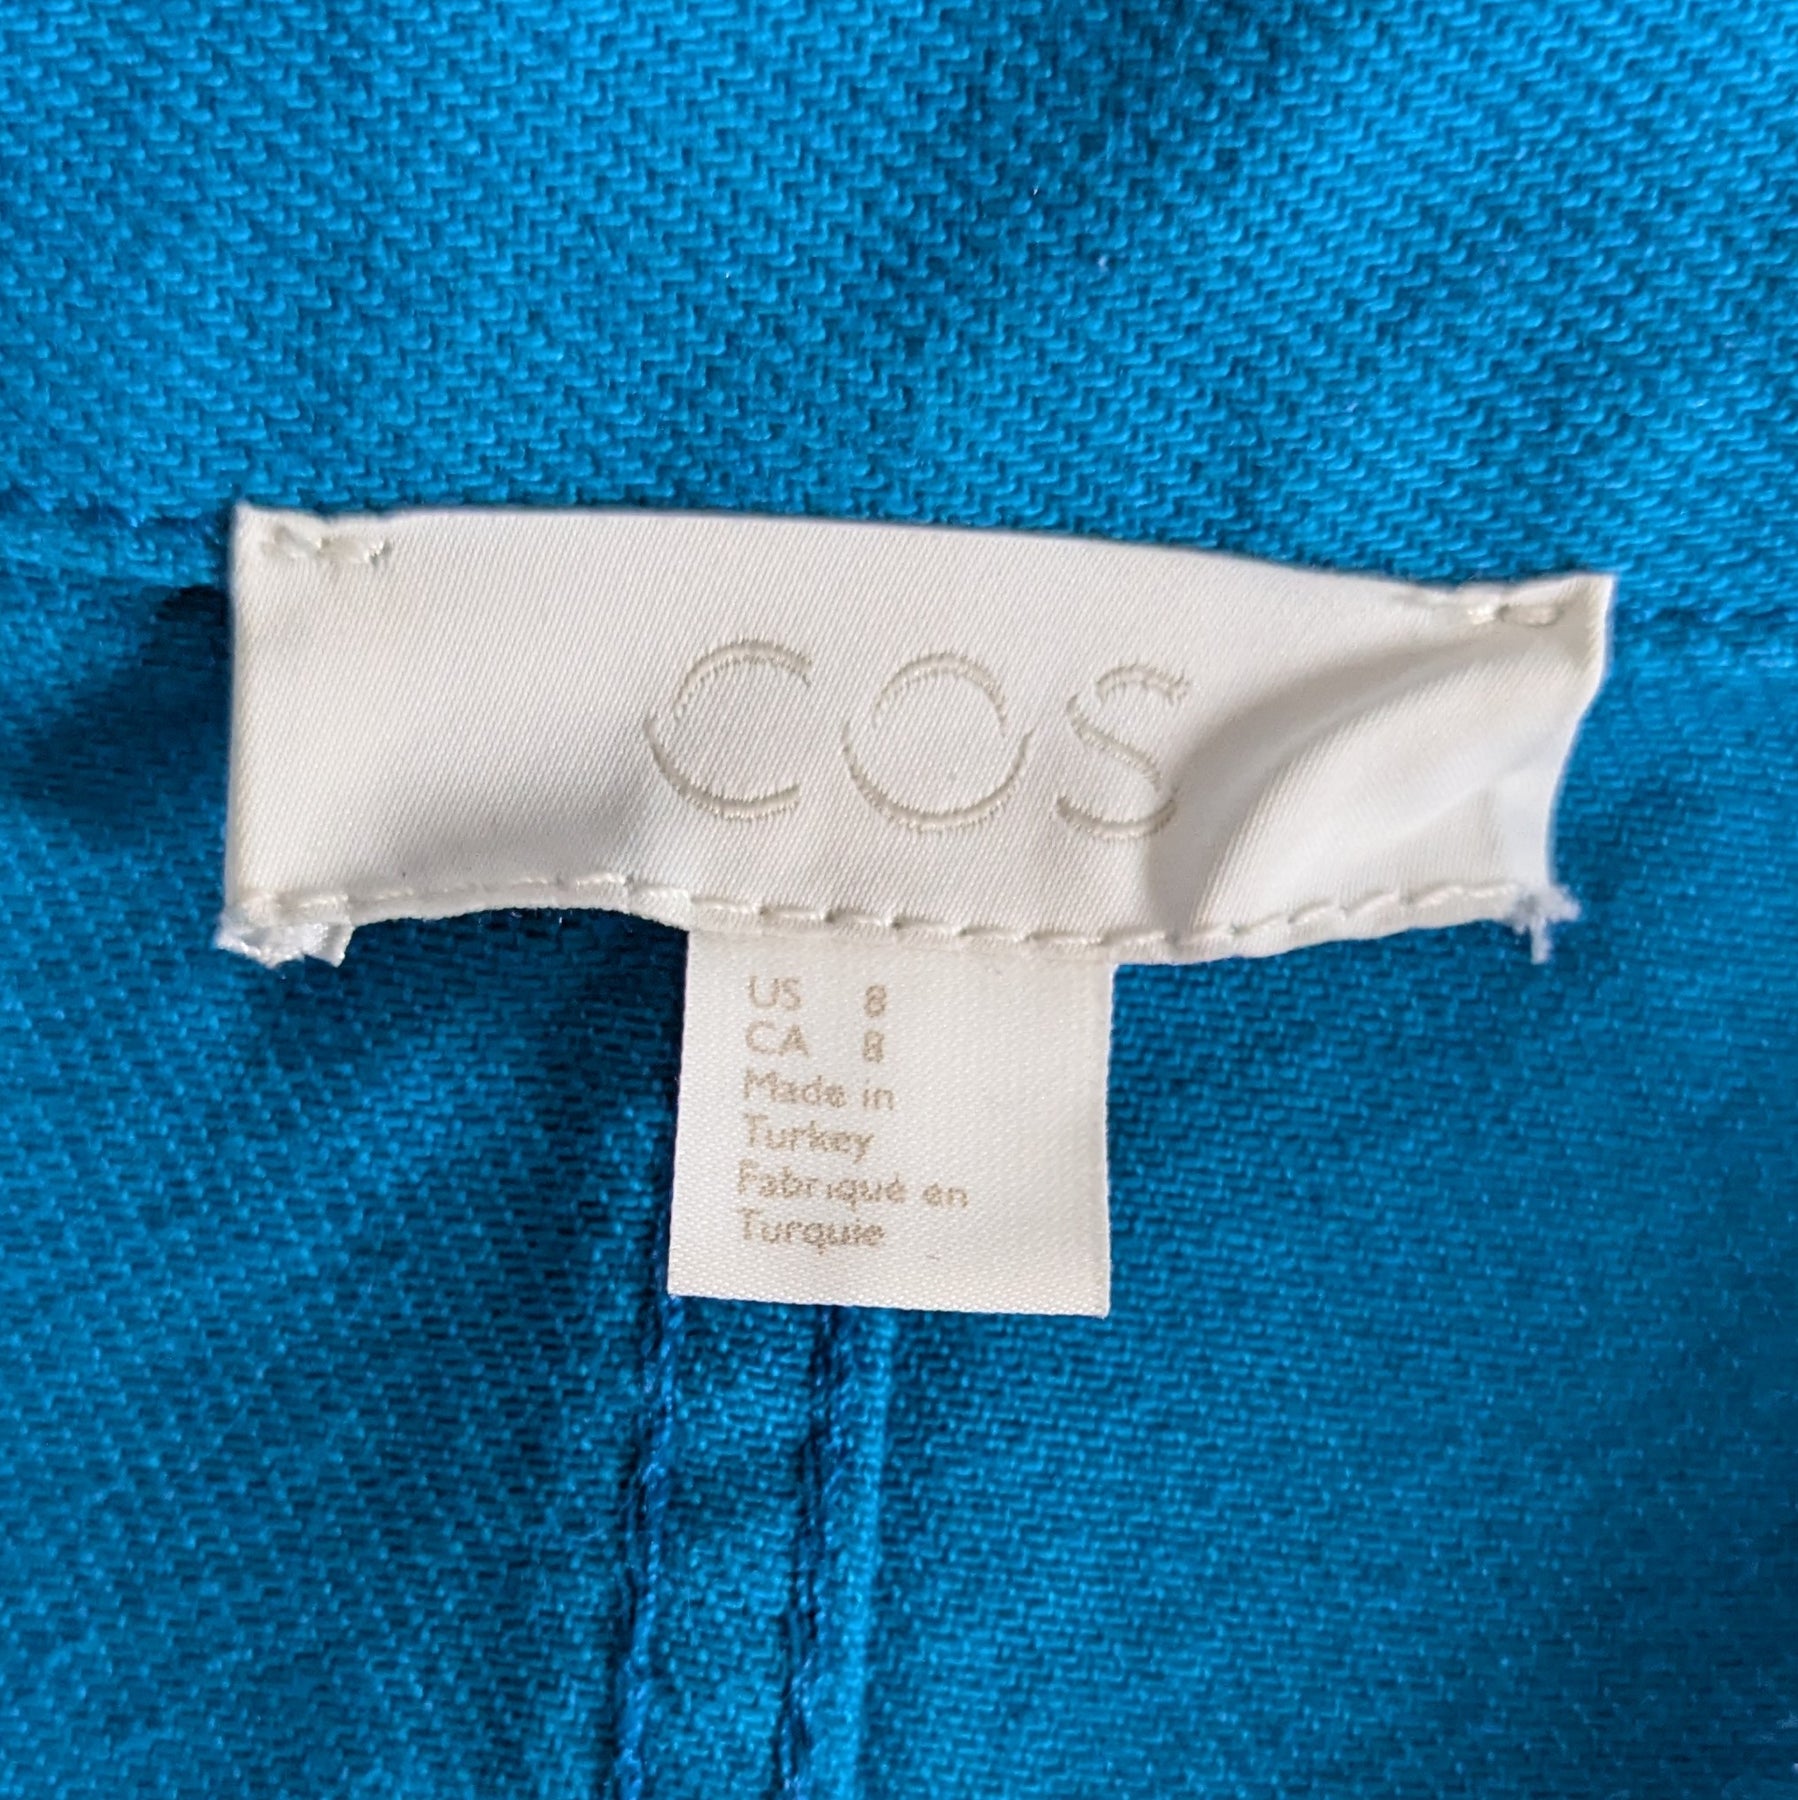 COS
US 8
CA 8
Made in
Turkey
Fabriqué en
Turquie